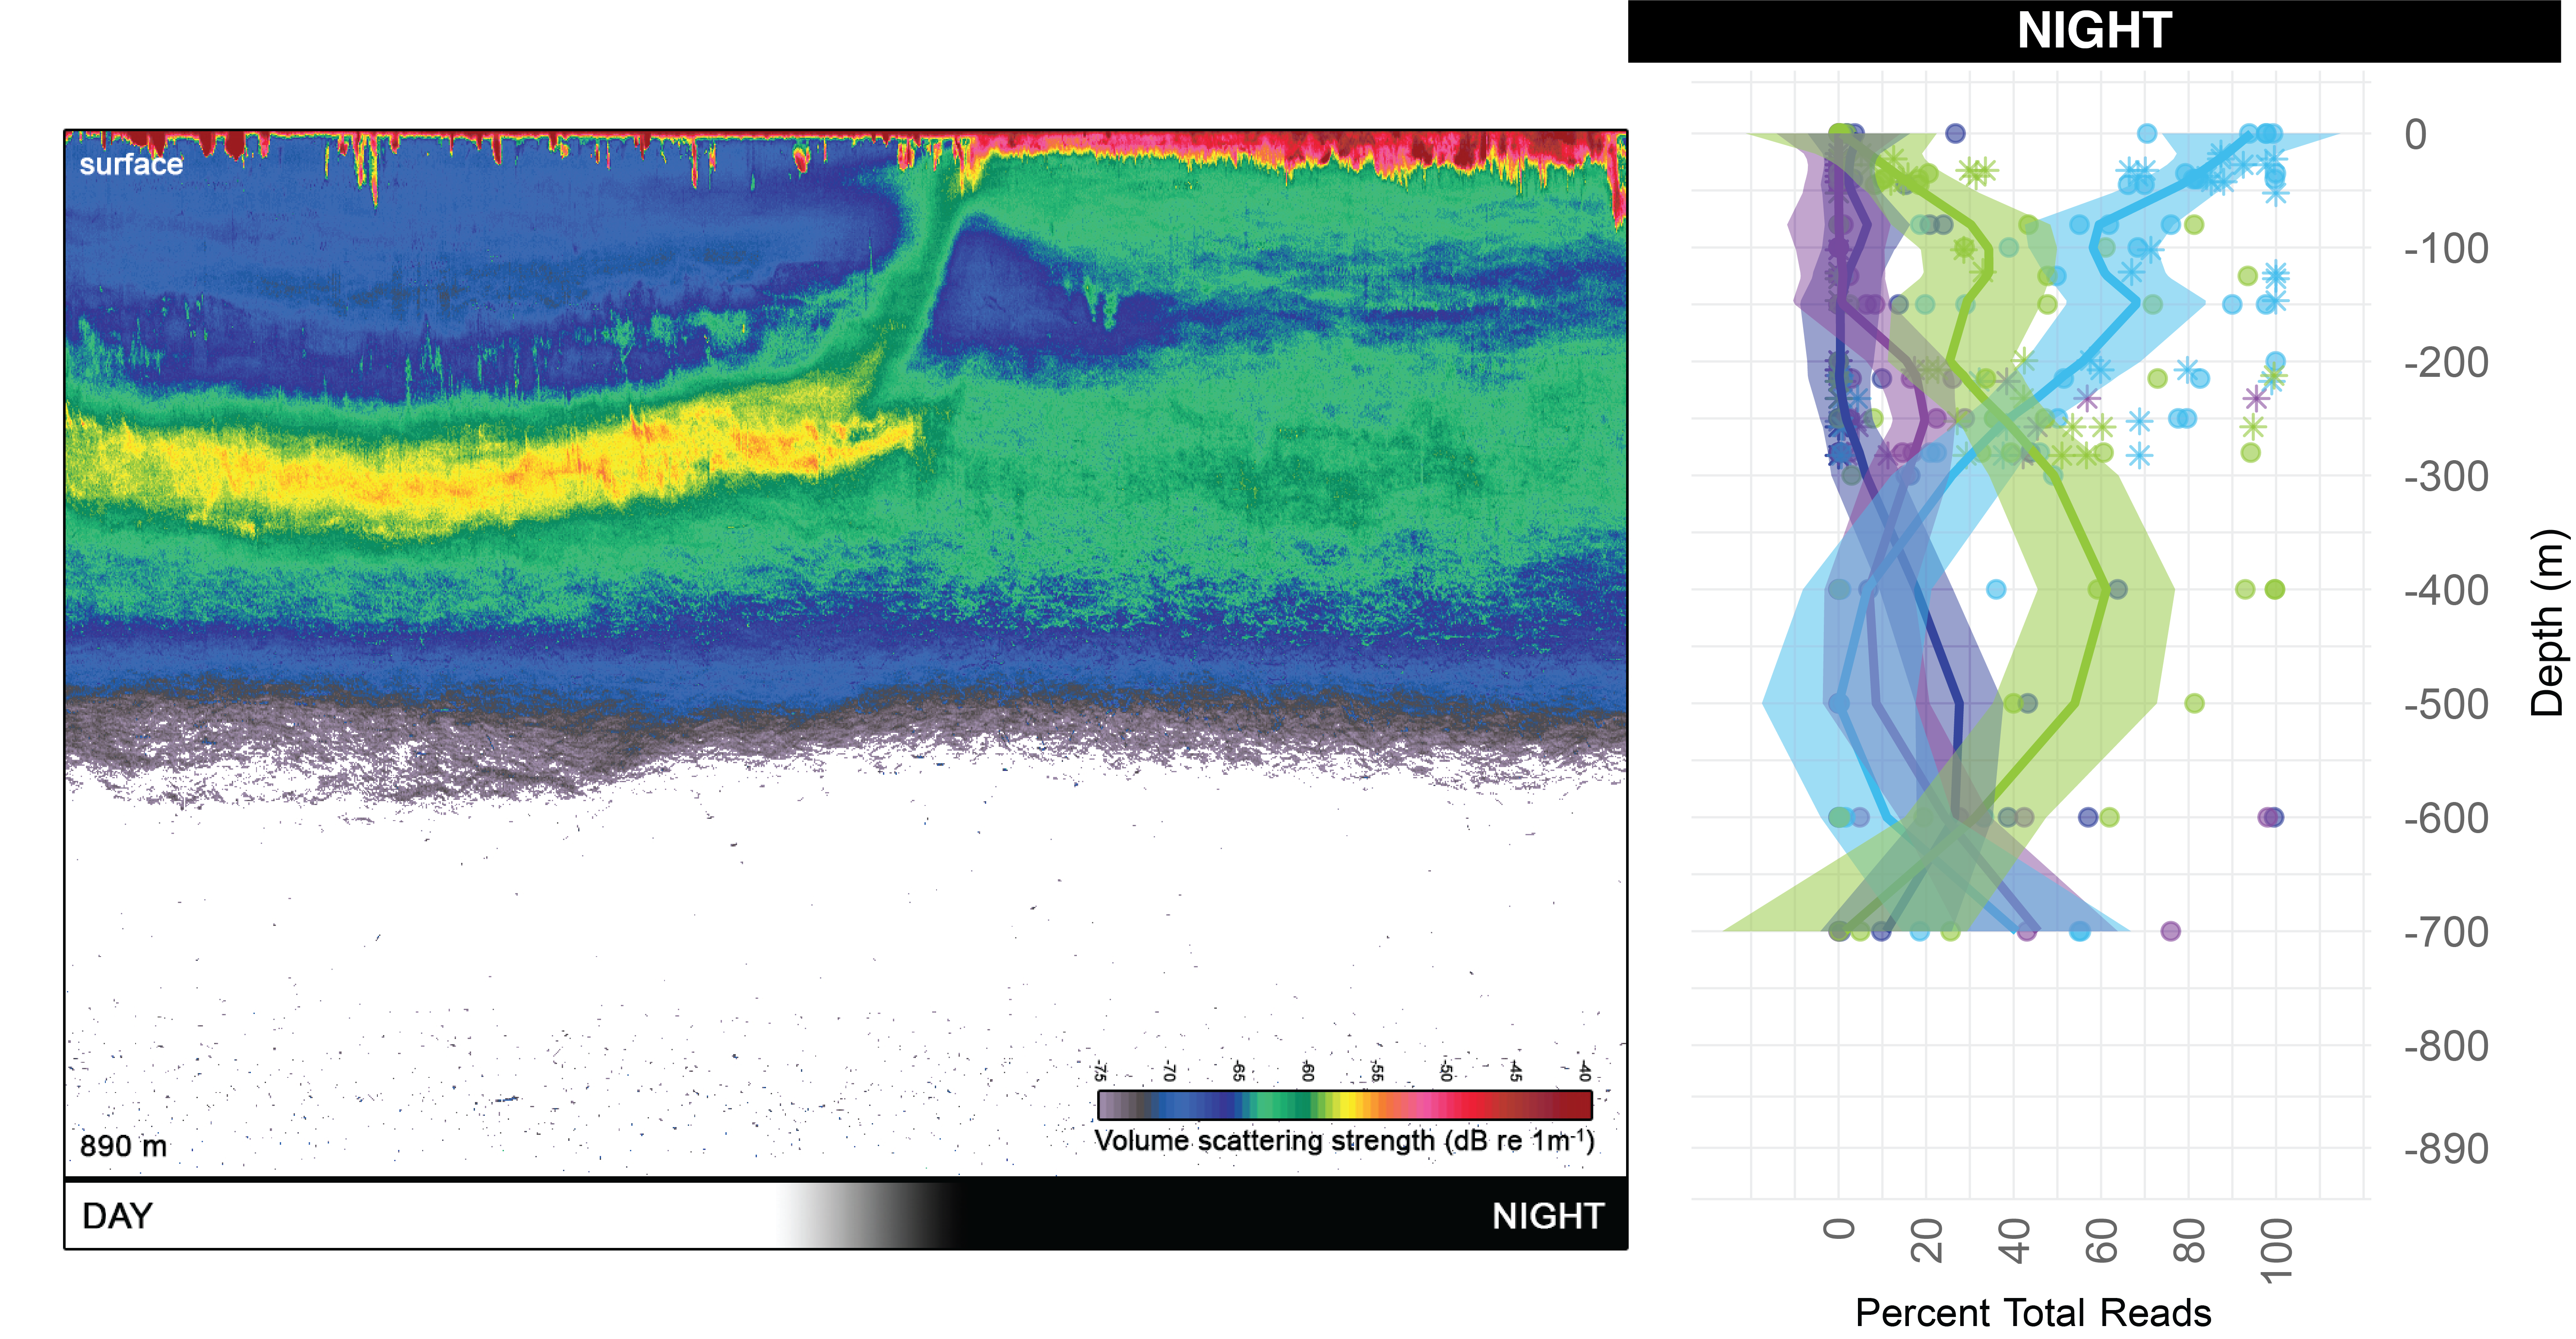 NIGHT
surface
0
-100
-200
-300
-400
-500
-600
-700
-800
-890
Depth (m)
-75 -70 -65 -60 -55 -50 -45 -40
Volume scattering strength (dB re 1m⁻¹)
890 m
DAY NIGHT
0 20 40 60 80 100
Percent Total Reads